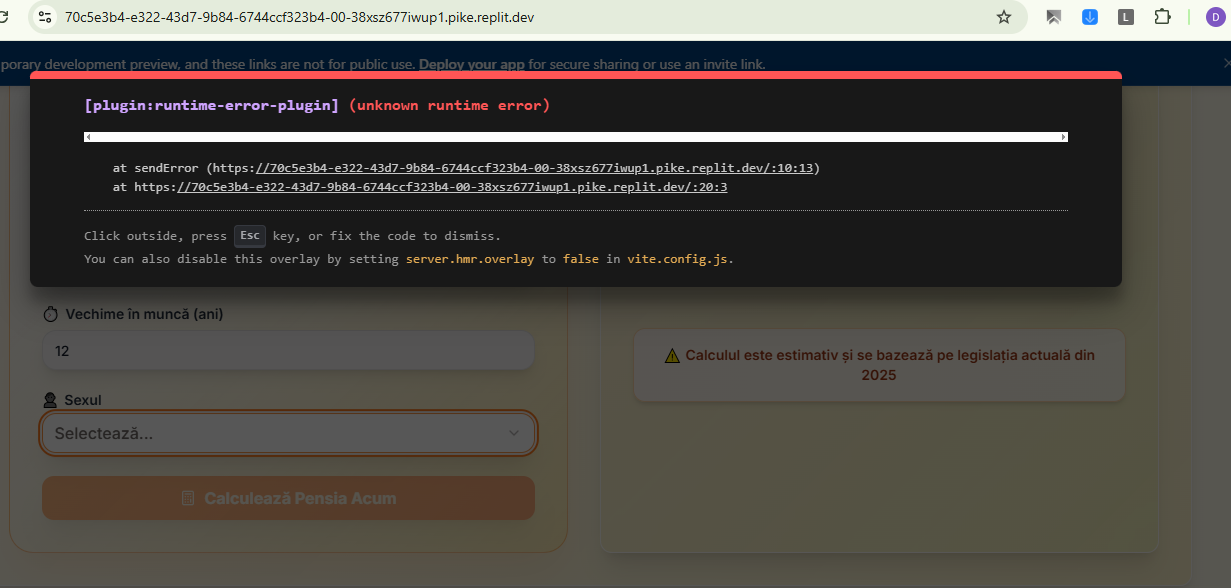 70c5e3b4-e322-43d7-9b84-6744ccf323b4-00-38xsz677iwup1.pike.replit.dev
L
D
porary development preview, and these links are not for public use. Deploy your app for secure sharing or use an invite link.
[plugin:runtime-error-plugin] (unknown runtime error)
at sendError (https://70c5e3b4-e322-43d7-9b84-6744ccf323b4-00-38xsz677iwup1.pike.replit.dev/:10:13)
at https://70c5e3b4-e322-43d7-9b84-6744ccf323b4-00-38xsz677iwup1.pike.replit.dev/:20:3
Click outside, press Esc key, or fix the code to dismiss.
You can also disable this overlay by setting server.hmr.overlay to false in vite.config.js.
Vechime în muncă (ani)
12
Sexul
Selectează...
Calculează Pensia Acum
Calculul este estimativ și se bazează pe legislația actuală din
2025